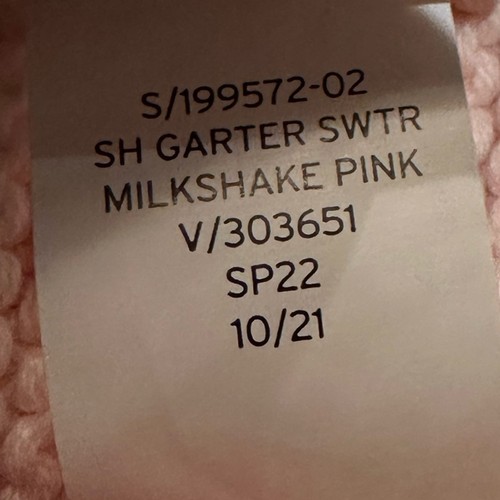 S/199572-02
SH GARTER SWTR
MILKSHAKE PINK
V/303651
SP22
10/21